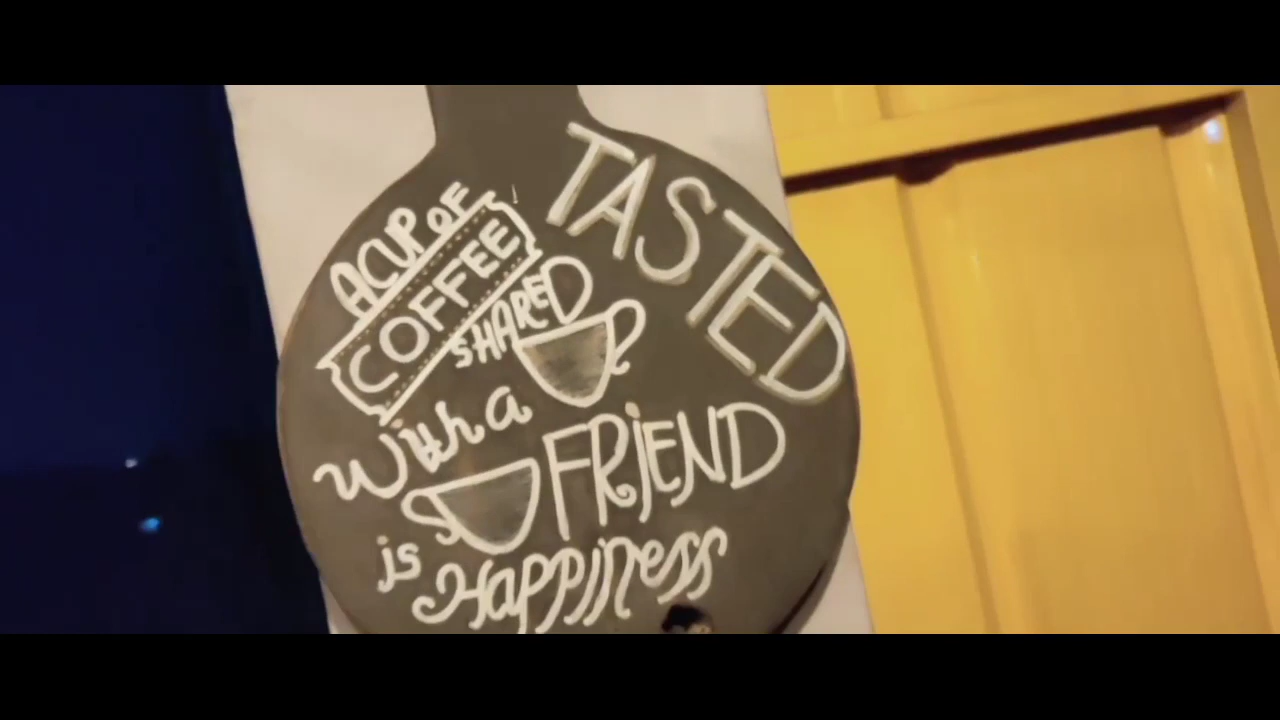 A CUP OF
COFFEE
SHARED
with a
FRIEND
is HAPPINESS
TASTED